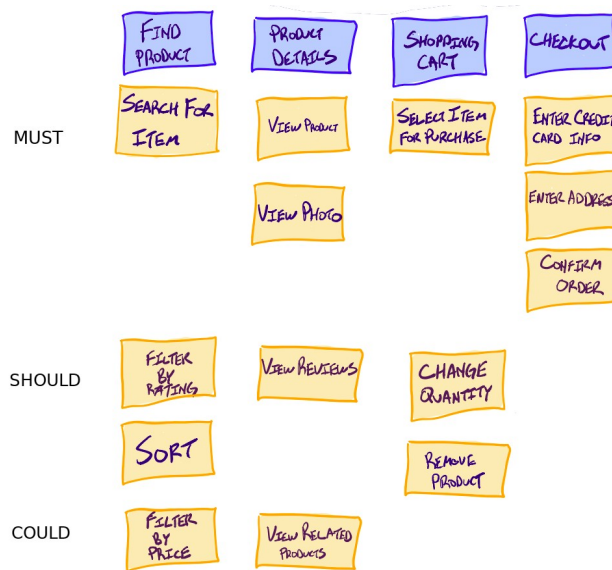 FIND
PRODUCT
PRODUCT
DETAILS
SHOPPING
CART
CHECKOUT
MUST
SEARCH FOR
ITEM
VIEW PRODUCT
SELECT ITEM
FOR PURCHASE
ENTER CREDIT
CARD INFO
VIEW PHOTO
ENTER ADDRESS
CONFIRM
ORDER
SHOULD
FILTER
BY
RATING
VIEW REVIEWS
CHANGE
QUANTITY
SORT
REMOVE
PRODUCT
COULD
FILTER
BY
PRICE
VIEW RELATED
PRODUCTS